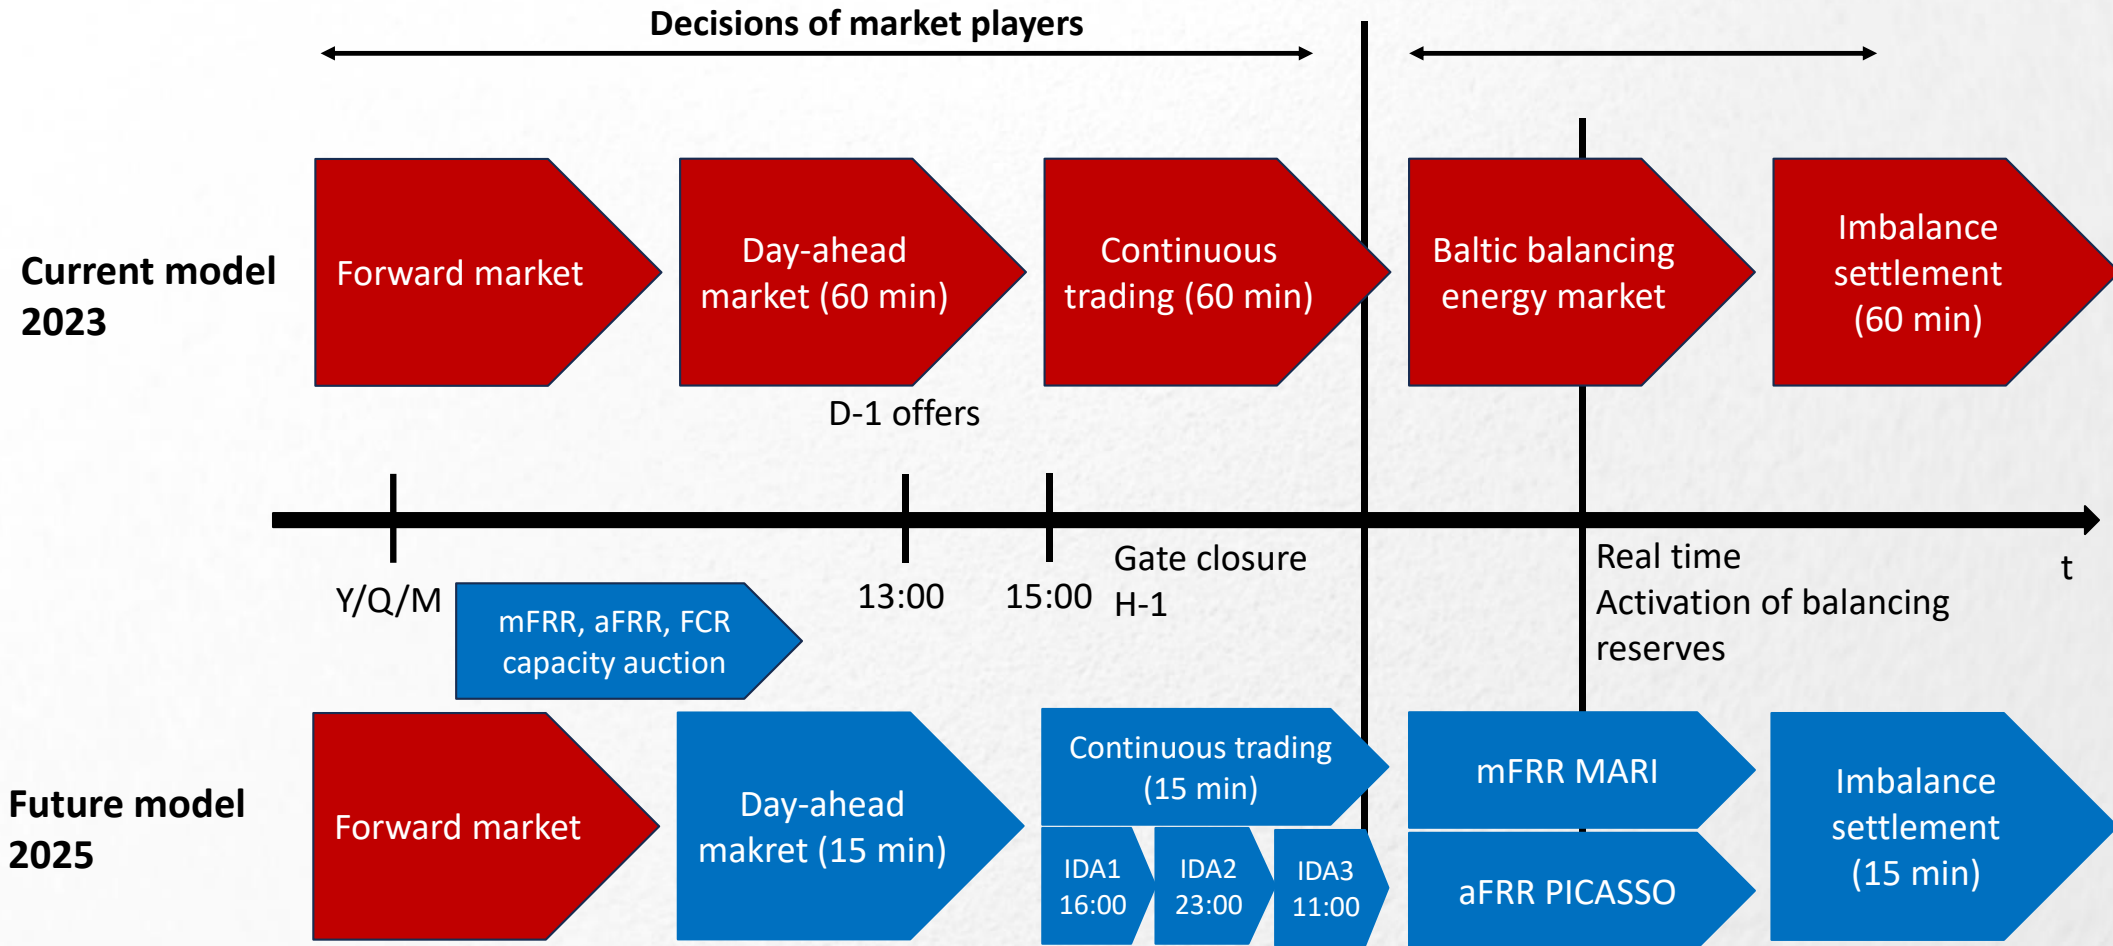 Decisions of market players
Current model
2023
Forward market
Day-ahead
market (60 min)
Continuous
trading (60 min)
Baltic balancing
energy market
Imbalance
settlement
(60 min)
D-1 offers
Y/Q/M
13:00
15:00
Gate closure
H-1
Real time
Activation of balancing
reserves
t
mFRR, aFRR, FCR
capacity auction
Future model
2025
Forward market
Day-ahead
makret (15 min)
Continuous trading
(15 min)
IDA1
16:00
IDA2
23:00
IDA3
11:00
mFRR MARI
aFRR PICASSO
Imbalance
settlement
(15 min)